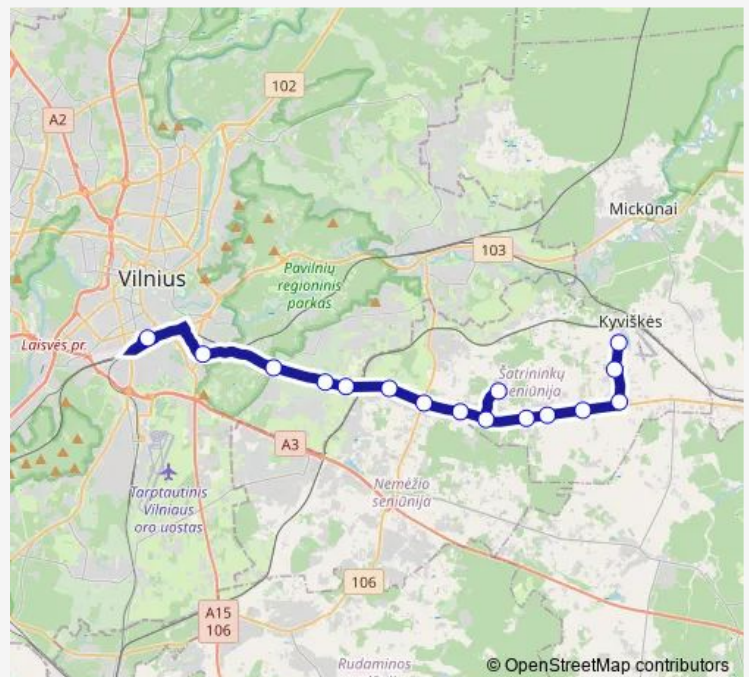 102
A2
Mickūnai
103
Vilnius
Pavilnių
regioninis
parkas
Kyviškės
Laisvės pr.
Šatrininkų
seniūnija
A3
Tarptautinis
Vilniaus
oro uostas
Nemėžio
seniūnija
106
A15
106
Rudaminos
© OpenStreetMap contributors